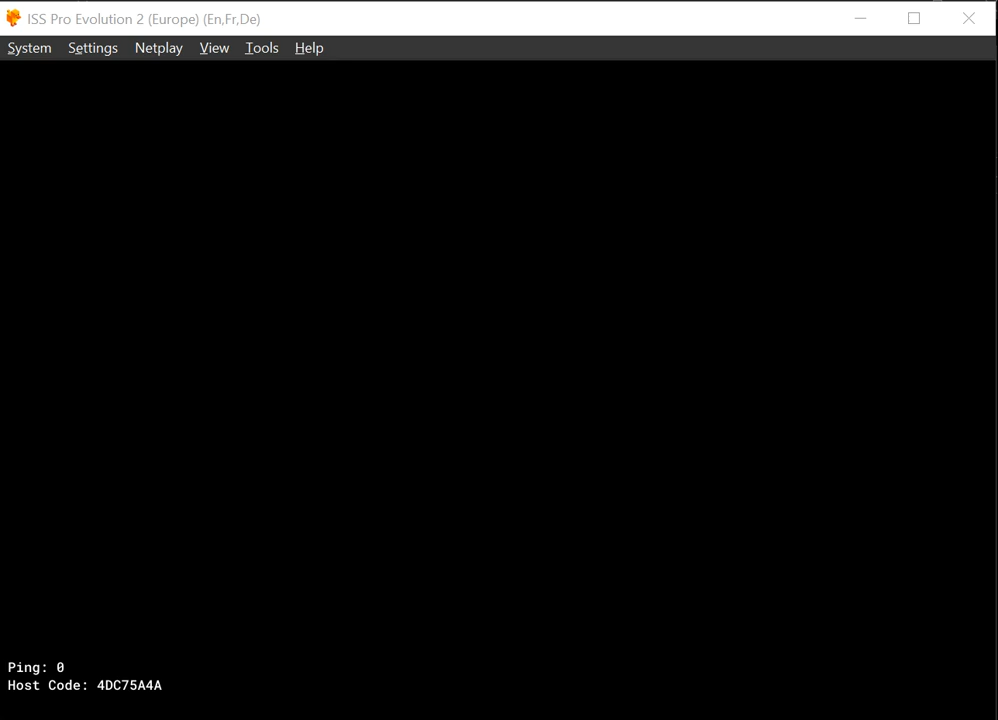 ISS Pro Evolution 2 (Europe) (En,Fr,De)
System Settings Netplay View Tools Help
Ping: 0
Host Code: 4DC75A4A